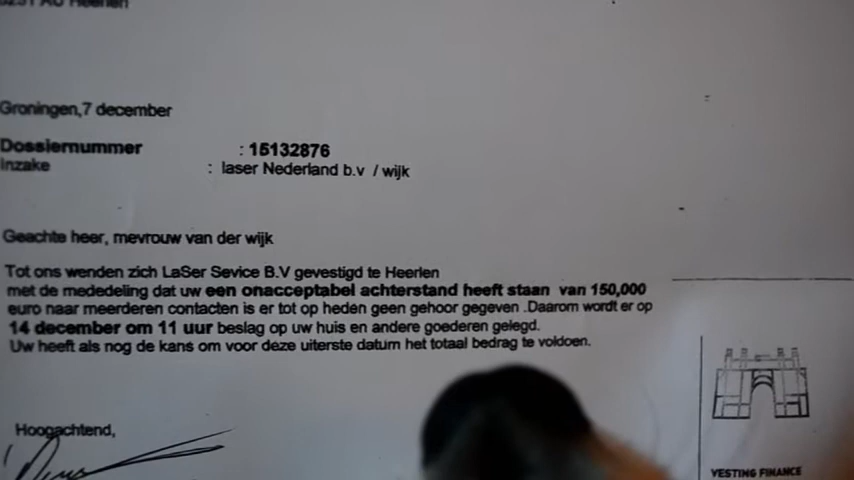 Heerlen
Groningen,7 december
Dossiernummer : 15132876
Inzake : laser Nederland b.v / wijk
Geachte heer, mevrouw van der wijk
Tot ons wenden zich LaSer Sevice B.V gevestigd te Heerlen
met de mededeling dat uw een onacceptabel achterstand heeft staan van 150,000
euro naar meerderen contacten is er tot op heden geen gehoor gegeven .Daarom wordt er op
14 december om 11 uur beslag op uw huis en andere goederen gelegd.
Uw heeft als nog de kans om voor deze uiterste datum het totaal bedrag te voldoen.
Hoogachtend,
VESTING FINANCE